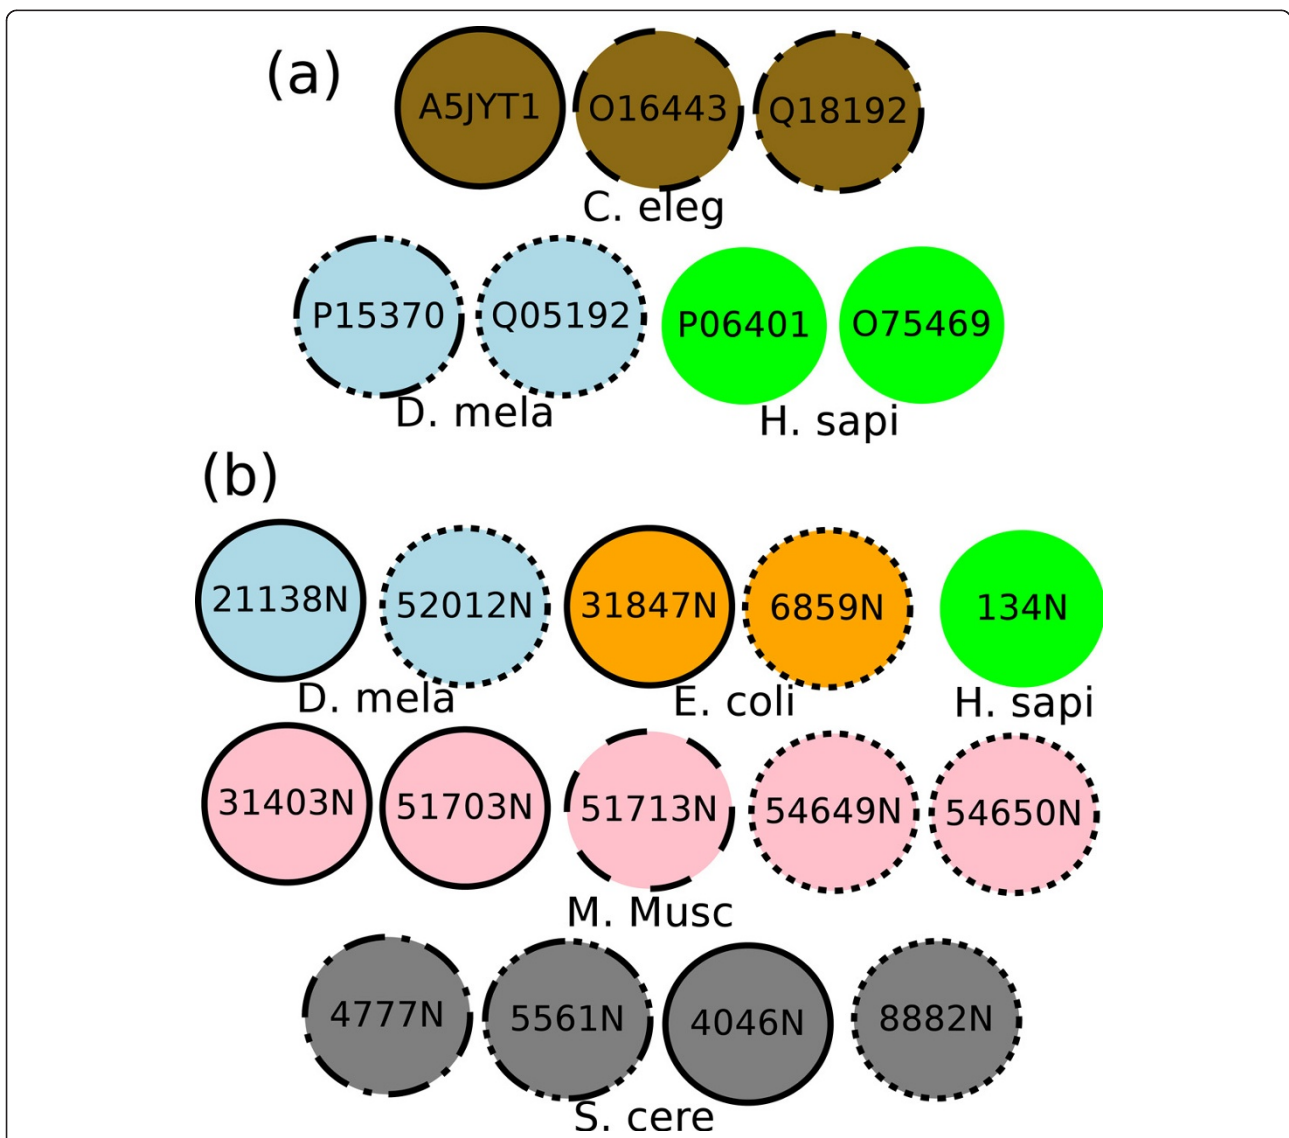 (a)
A5JYT1 O16443 Q18192
C. eleg
P15370 Q05192 P06401 O75469
D. mela H. sapi
(b)
21138N 52012N 31847N 6859N 134N
D. mela E. coli H. sapi
31403N 51703N 51713N 54649N 54650N
M. Musc
4777N 5561N 4046N 8882N
S. cere